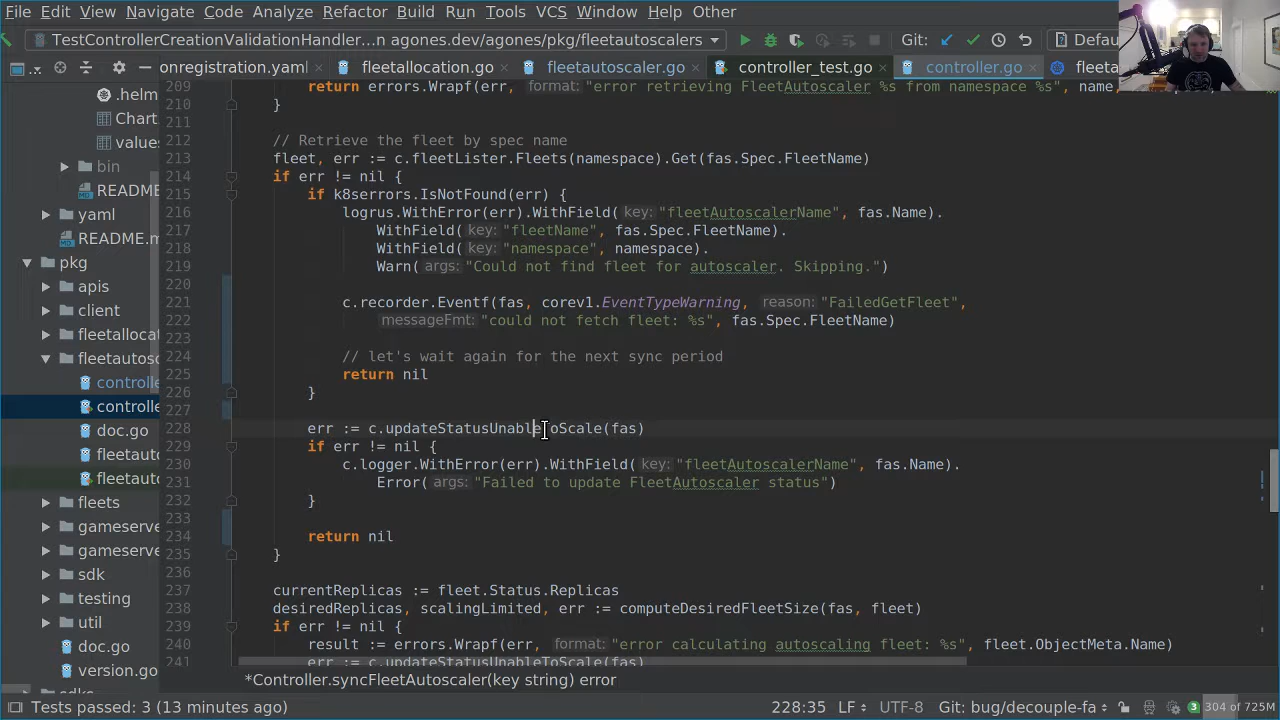 File Edit View Navigate Code Analyze Refactor Build Run Tools VCS Window Help Other
TestControllerCreationValidationHandler...n agones.dev/agones/pkg/fleetautoscalers Git: Defau
onregistration.yaml fleetallocation.go fleetautoscaler.go controller_test.go controller.go fleeta
.helm
Chart
values
bin
README
yaml
README.m
pkg
apis
client
fleetalloca
fleetautosc
controlle
controlle
doc.go
fleetauto
fleetauto
fleets
gameserve
gameserve
sdk
testing
util
doc.go
version.go
sdks
209 return errors.Wrapf(err, format: "error retrieving FleetAutoscaler %s from namespace %s", name,
210 }
211
212 // Retrieve the fleet by spec name
213 fleet, err := c.fleetLister.Fleets(namespace).Get(fas.Spec.FleetName)
214 if err != nil {
215 if k8serrors.IsNotFound(err) {
216 logrus.WithError(err).WithField( key: "fleetAutoscalerName", fas.Name).
217 WithField( key: "fleetName", fas.Spec.FleetName).
218 WithField( key: "namespace", namespace).
219 Warn( args: "Could not find fleet for autoscaler. Skipping.")
220
221 c.recorder.Eventf(fas, corev1.EventTypeWarning, reason: "FailedGetFleet",
222 messageFmt: "could not fetch fleet: %s", fas.Spec.FleetName)
223
224 // let's wait again for the next sync period
225 return nil
226 }
227
228 err := c.updateStatusUnableToScale(fas)
229 if err != nil {
230 c.logger.WithError(err).WithField( key: "fleetAutoscalerName", fas.Name).
231 Error( args: "Failed to update FleetAutoscaler status")
232 }
233
234 return nil
235 }
236
237 currentReplicas := fleet.Status.Replicas
238 desiredReplicas, scalingLimited, err := computeDesiredFleetSize(fas, fleet)
239 if err != nil {
240 result := errors.Wrapf(err, format: "error calculating autoscaling fleet: %s", fleet.ObjectMeta.Name)
241 err := c.updateStatusUnableToScale(fas)
*Controller.syncFleetAutoscaler(key string) error
Tests passed: 3 (13 minutes ago) 228:35 LF UTF-8 Git: bug/decouple-fa 3 304 of 725M